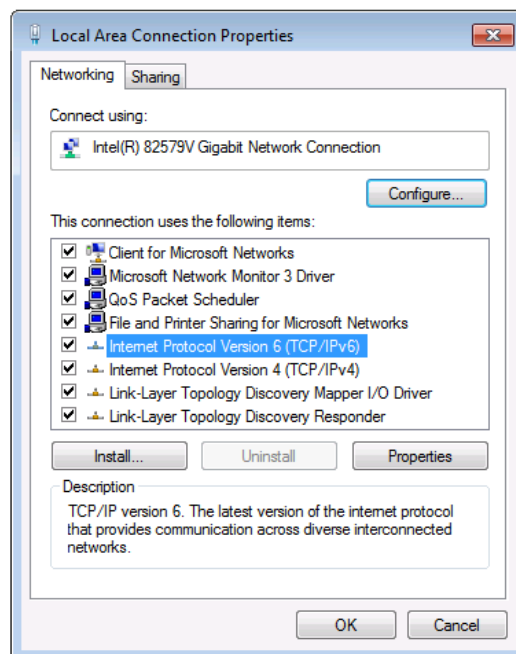 Local Area Connection Properties
Networking
Sharing
Connect using:
Intel(R) 82579V Gigabit Network Connection
Configure...
This connection uses the following items:
Client for Microsoft Networks
Microsoft Network Monitor 3 Driver
QoS Packet Scheduler
File and Printer Sharing for Microsoft Networks
Internet Protocol Version 6 (TCP/IPv6)
Internet Protocol Version 4 (TCP/IPv4)
Link-Layer Topology Discovery Mapper I/O Driver
Link-Layer Topology Discovery Responder
Install...
Uninstall
Properties
Description
TCP/IP version 6. The latest version of the internet protocol
that provides communication across diverse interconnected
networks.
OK
Cancel